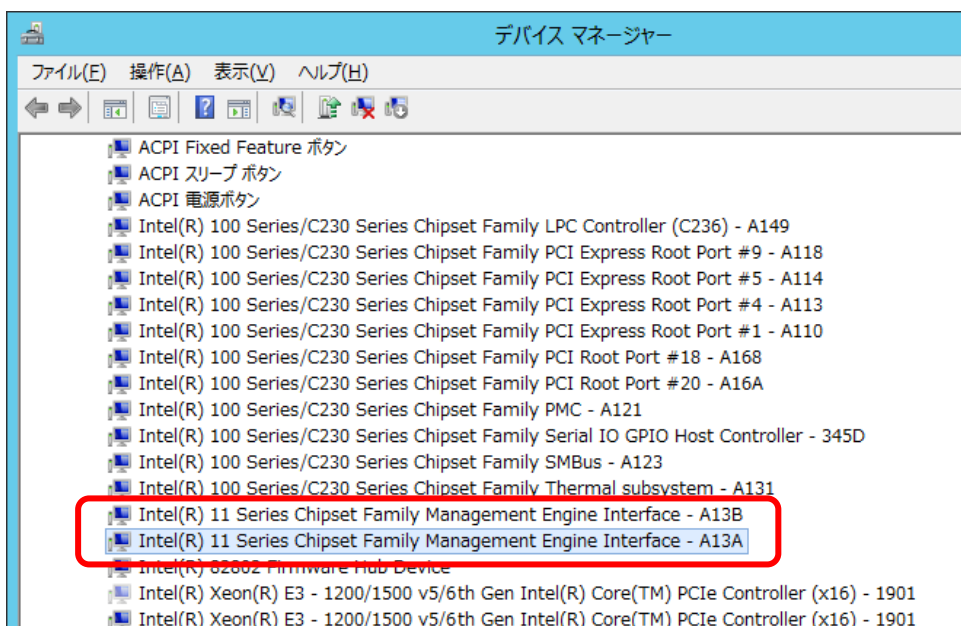 デバイス マネージャー
ファイル(F) 操作(A) 表示(V) ヘルプ(H)
ACPI Fixed Feature ボタン
ACPI スリープ ボタン
ACPI 電源ボタン
Intel(R) 100 Series/C230 Series Chipset Family LPC Controller (C236) - A149
Intel(R) 100 Series/C230 Series Chipset Family PCI Express Root Port #9 - A118
Intel(R) 100 Series/C230 Series Chipset Family PCI Express Root Port #5 - A114
Intel(R) 100 Series/C230 Series Chipset Family PCI Express Root Port #4 - A113
Intel(R) 100 Series/C230 Series Chipset Family PCI Express Root Port #1 - A110
Intel(R) 100 Series/C230 Series Chipset Family PCI Root Port #18 - A168
Intel(R) 100 Series/C230 Series Chipset Family PCI Root Port #20 - A16A
Intel(R) 100 Series/C230 Series Chipset Family PMC - A121
Intel(R) 100 Series/C230 Series Chipset Family Serial IO GPIO Host Controller - 345D
Intel(R) 100 Series/C230 Series Chipset Family SMBus - A123
Intel(R) 100 Series/C230 Series Chipset Family Thermal subsystem - A131
Intel(R) 11 Series Chipset Family Management Engine Interface - A13B
Intel(R) 11 Series Chipset Family Management Engine Interface - A13A
Intel(R) 82802 Firmware Hub Device
Intel(R) Xeon(R) E3 - 1200/1500 v5/6th Gen Intel(R) Core(TM) PCIe Controller (x16) - 1901
Intel(R) Xeon(R) E3 - 1200/1500 v5/6th Gen Intel(R) Core(TM) PCIe Controller (x16) - 1901